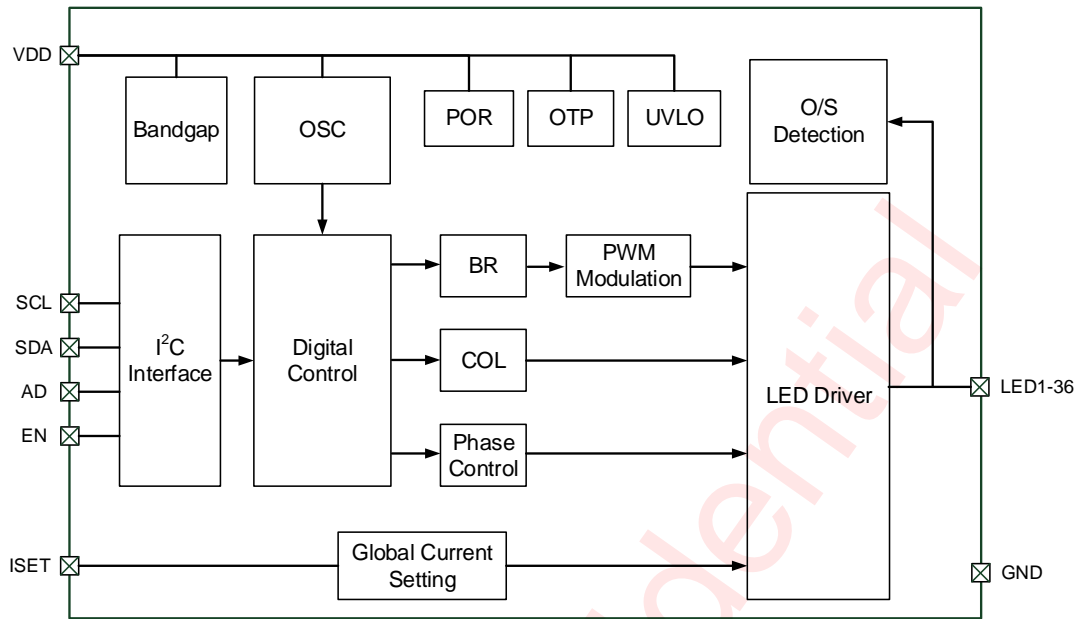 VDD
Bandgap
OSC
POR
OTP
UVLO
O/S
Detection
SCL
SDA
AD
EN
I²C
Interface
Digital
Control
BR
PWM
Modulation
COL
Phase
Control
LED Driver
LED1-36
ISET
Global Current
Setting
GND